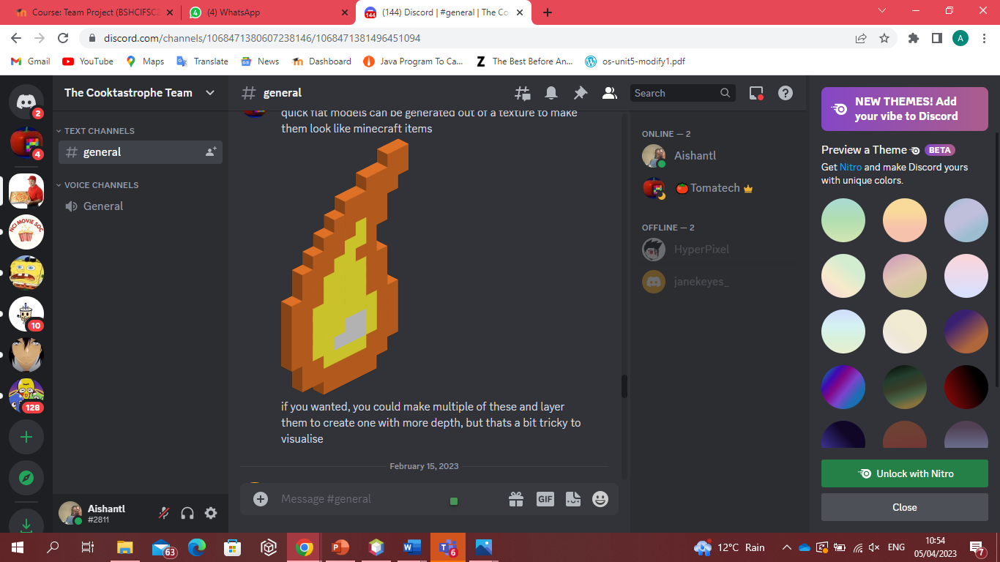 Course: Team Project (BSHCIFSC2
(4) WhatsApp
(144) Discord | #general | The Co
discord.com/channels/1068471380607238146/1068471381496451094
A
Gmail
YouTube
Maps
Translate
News
Dashboard
Java Program To Ca...
The Best Before An...
os-unit5-modify1.pdf
The Cooktastrophe Team
general
Search
2
4
10
128
TEXT CHANNELS
general
VOICE CHANNELS
General
quick flat models can be generated out of a texture to make
them look like minecraft items
if you wanted, you could make multiple of these and layer
them to create one with more depth, but thats a bit tricky to
visualise
February 15, 2023
Message #general
GIF
ONLINE — 2
Aishantl
🍅Tomatech
OFFLINE — 2
HyperPixel
janekeyes_
NEW THEMES! Add
your vibe to Discord
Preview a Theme BETA
Get Nitro and make Discord yours
with unique colors.
Unlock with Nitro
Close
NCI MOVIE SOC
Aishantl
#2811
63
6
12°C Rain
ENG
10:54
05/04/2023
7